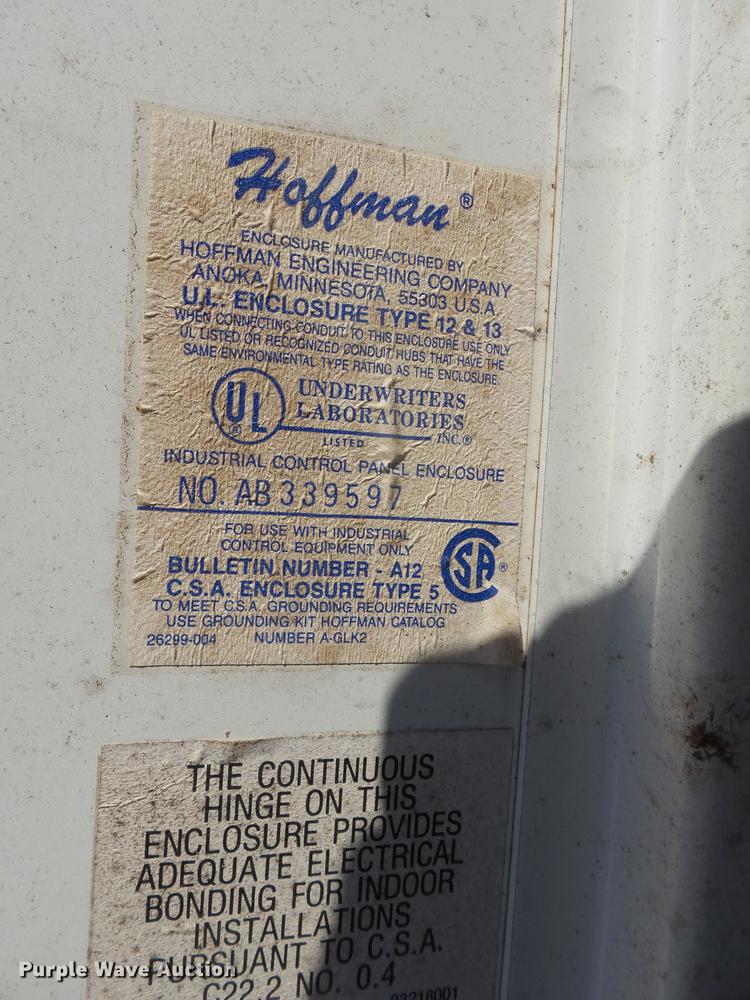 Hoffman®
ENCLOSURE MANUFACTURED BY
HOFFMAN ENGINEERING COMPANY
ANOKA, MINNESOTA, 55303 U.S.A.
U.L. ENCLOSURE TYPE 12 & 13
WHEN CONNECTING CONDUIT TO THIS ENCLOSURE USE ONLY
UL LISTED OR RECOGNIZED CONDUIT HUBS THAT HAVE THE
SAME ENVIRONMENTAL TYPE RATING AS THE ENCLOSURE.
UL® UNDERWRITERS
LABORATORIES
INC.®
LISTED
INDUSTRIAL CONTROL PANEL ENCLOSURE
NO. AB 339597
FOR USE WITH INDUSTRIAL
CONTROL EQUIPMENT ONLY
BULLETIN NUMBER - A12
C.S.A. ENCLOSURE TYPE 5
SA®
TO MEET C.S.A. GROUNDING REQUIREMENTS
USE GROUNDING KIT HOFFMAN CATALOG
26299-004 NUMBER A-GLK2
THE CONTINUOUS
HINGE ON THIS
ENCLOSURE PROVIDES
ADEQUATE ELECTRICAL
BONDING FOR INDOOR
INSTALLATIONS
PURSUANT TO C.S.A.
C22.2 NO. 0.4
Purple Wave Auction